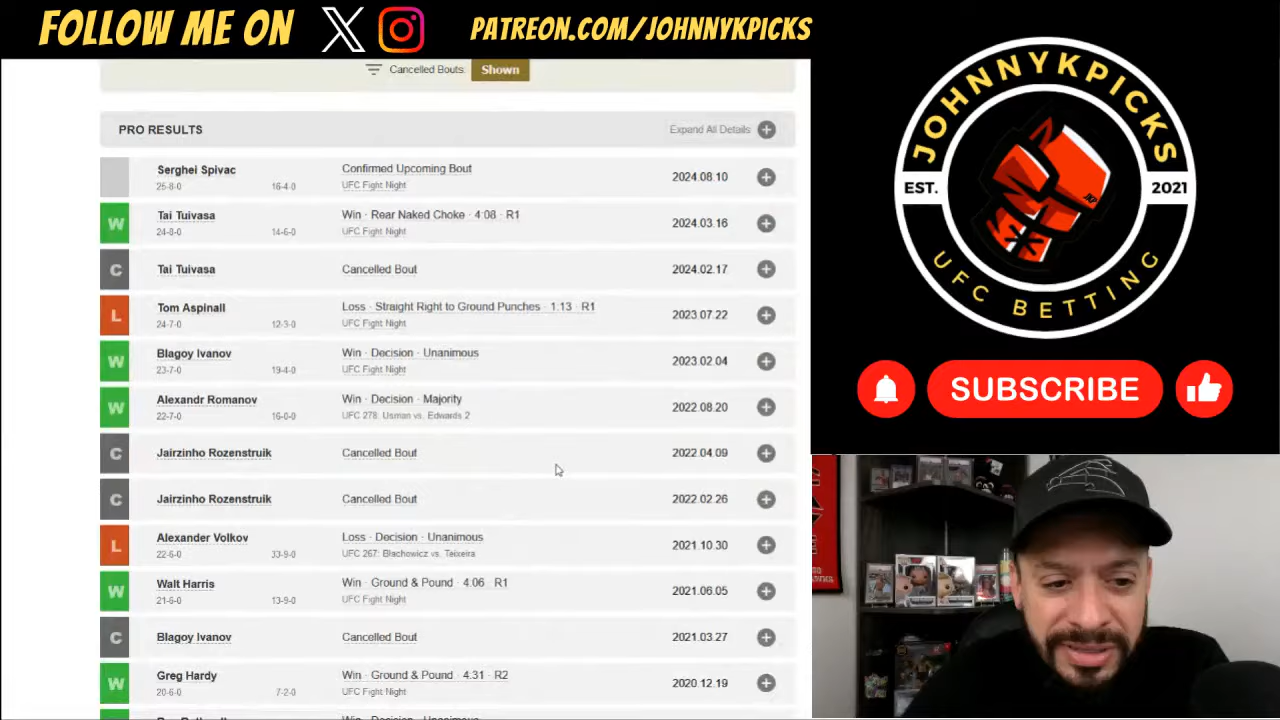 FOLLOW ME ON
PATREON.COM/JOHNNYKPICKS
Cancelled Bouts: Shown
PRO RESULTS
Expand All Details
Serghei Spivac Confirmed Upcoming Bout 2024.08.10
25-8-0 16-4-0 UFC Fight Night
W Tai Tuivasa Win · Rear Naked Choke · 4:08 · R1 2024.03.16
24-8-0 14-6-0 UFC Fight Night
C Tai Tuivasa Cancelled Bout 2024.02.17
L Tom Aspinall Loss · Straight Right to Ground Punches · 1:13 · R1 2023.07.22
24-7-0 12-3-0 UFC Fight Night
W Blagoy Ivanov Win · Decision · Unanimous 2023.02.04
23-7-0 19-4-0 UFC Fight Night
W Alexandr Romanov Win · Decision · Majority 2022.08.20
22-7-0 16-0-0 UFC 278: Usman vs. Edwards 2
C Jairzinho Rozenstruik Cancelled Bout 2022.04.09
C Jairzinho Rozenstruik Cancelled Bout 2022.02.26
L Alexander Volkov Loss · Decision · Unanimous 2021.10.30
22-6-0 33-9-0 UFC 267: Blachowicz vs. Teixeira
W Walt Harris Win · Ground & Pound · 4:06 · R1 2021.06.05
21-6-0 13-9-0 UFC Fight Night
C Blagoy Ivanov Cancelled Bout 2021.03.27
W Greg Hardy Win · Ground & Pound · 4:31 · R2 2020.12.19
20-6-0 7-2-0 UFC Fight Night
JOHNNYKPICKS
EST. 2021
JKP
UFC BETTING
SUBSCRIBE